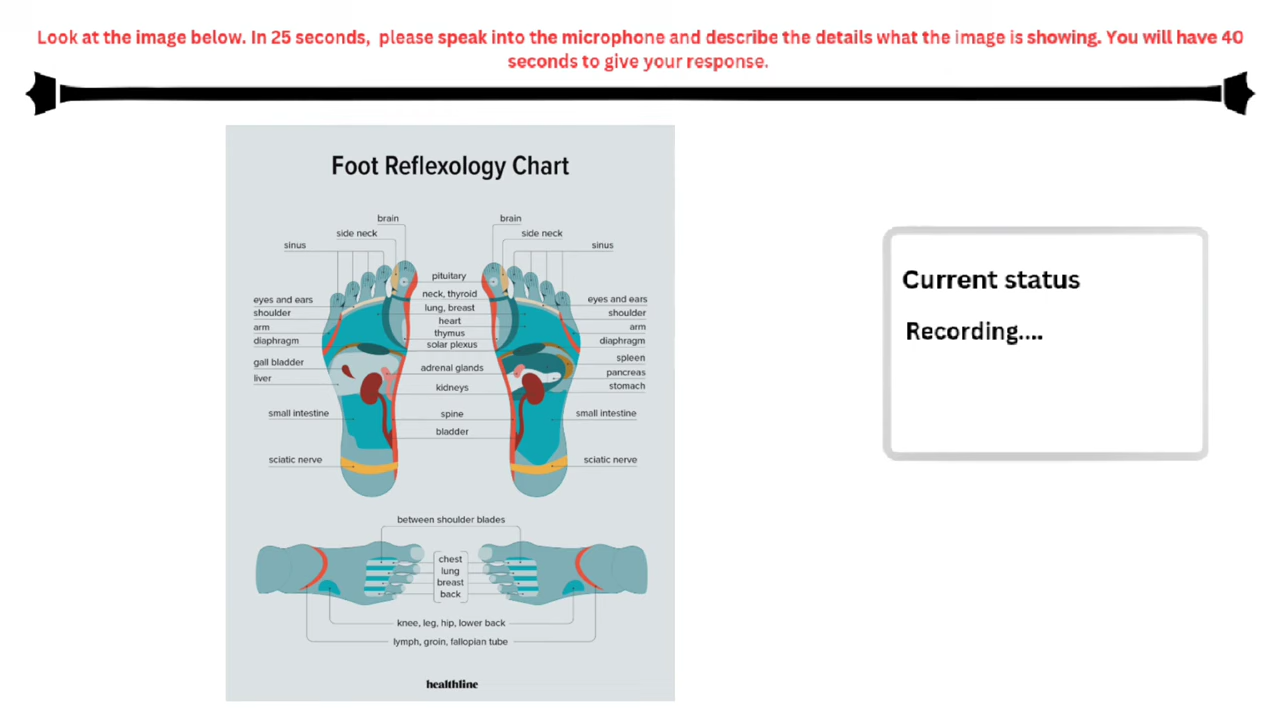 Look at the image below. In 25 seconds, please speak into the microphone and describe the details what the image is showing. You will have 40
seconds to give your response.
Foot Reflexology Chart
brain
brain
side neck
side neck
sinus
sinus
pituitary
eyes and ears
neck, thyroid
eyes and ears
shoulder
lung, breast
shoulder
arm
heart
arm
thymus
diaphragm
solar plexus
diaphragm
gall bladder
adrenal glands
spleen
liver
pancreas
kidneys
stomach
small intestine
spine
small intestine
bladder
sciatic nerve
sciatic nerve
between shoulder blades
chest
lung
breast
back
knee, leg, hip, lower back
lymph, groin, fallopian tube
healthline
Current status
Recording....